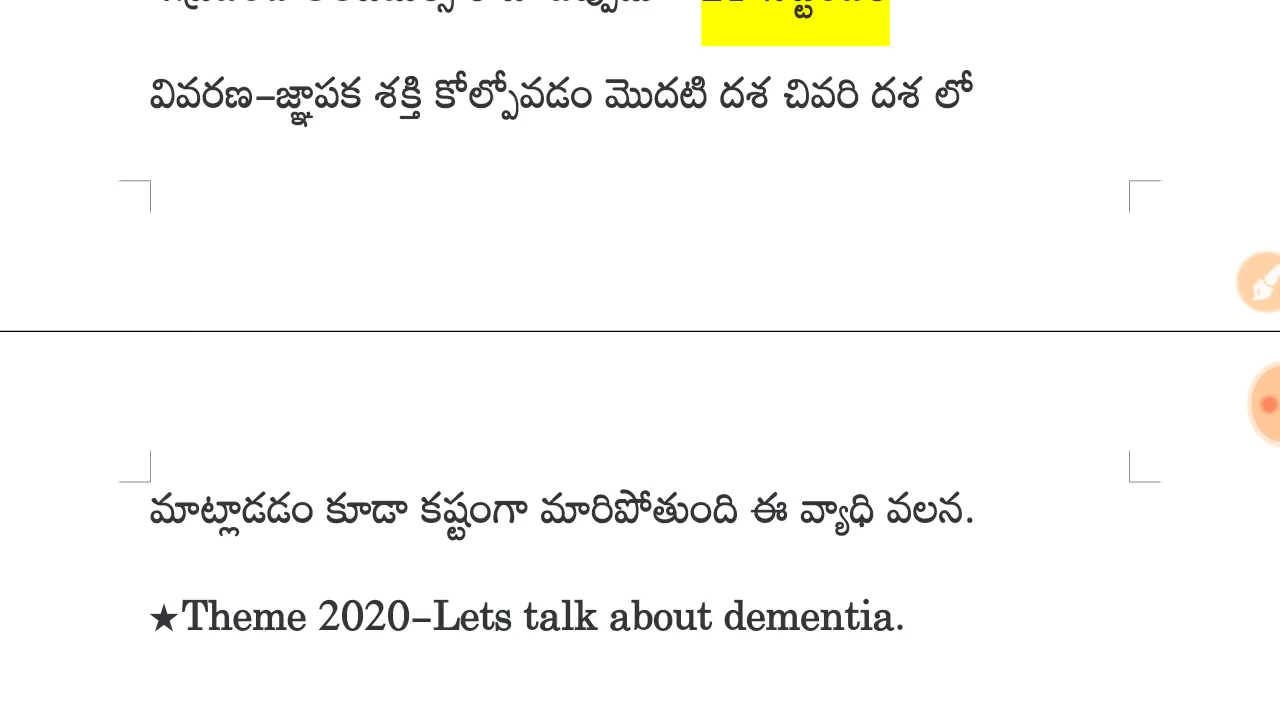 వివరణ-జ్ఞాపక శక్తి కోల్పోవడం మొదటి దశ చివరి దశ లో
మాట్లాడడం కూడా కష్టంగా మారిపోతుంది ఈ వ్యాధి వలన.
★Theme 2020-Lets talk about dementia.